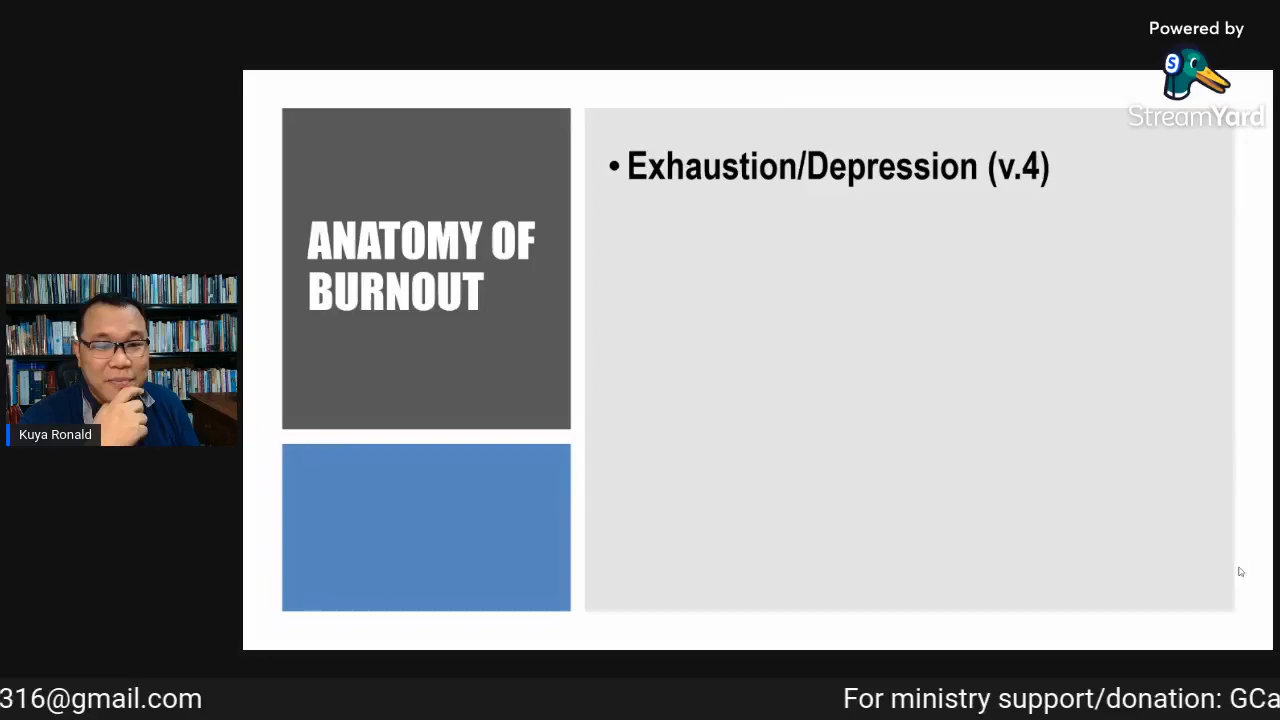 Powered by
StreamYard
ANATOMY OF
BURNOUT
• Exhaustion/Depression (v.4)
Kuya Ronald
316@gmail.com
For ministry support/donation: GCa